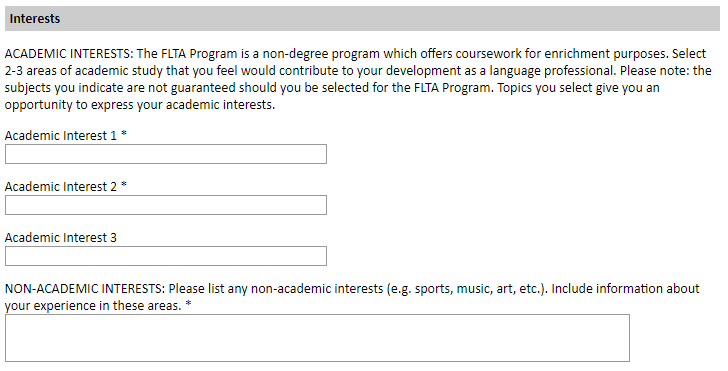 Interests
ACADEMIC INTERESTS: The FLTA Program is a non-degree program which offers coursework for enrichment purposes. Select
2-3 areas of academic study that you feel would contribute to your development as a language professional. Please note: the
subjects you indicate are not guaranteed should you be selected for the FLTA Program. Topics you select give you an
opportunity to express your academic interests.
Academic Interest 1 *
Academic Interest 2 *
Academic Interest 3
NON-ACADEMIC INTERESTS: Please list any non-academic interests (e.g. sports, music, art, etc.). Include information about
your experience in these areas. *